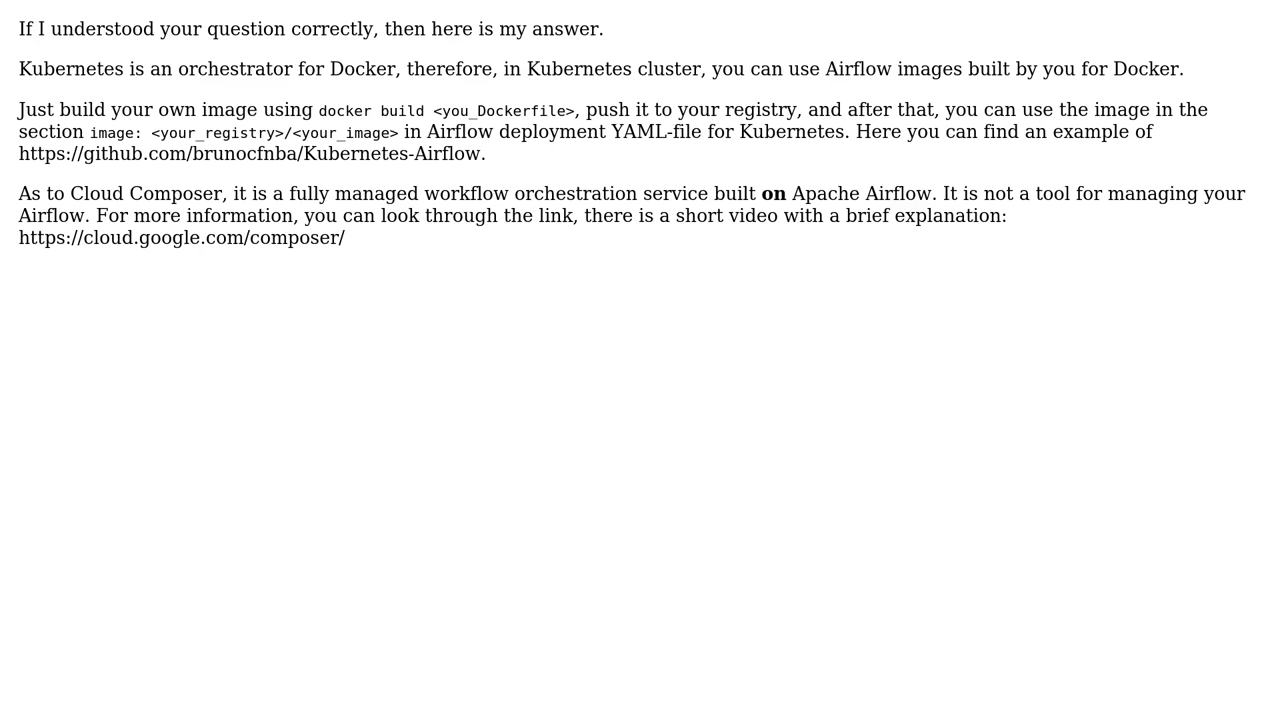 If I understood your question correctly, then here is my answer.
Kubernetes is an orchestrator for Docker, therefore, in Kubernetes cluster, you can use Airflow images built by you for Docker.
Just build your own image using docker build <you_Dockerfile>, push it to your registry, and after that, you can use the image in the
section image: <your_registry>/<your_image> in Airflow deployment YAML-file for Kubernetes. Here you can find an example of
https://github.com/brunocfnba/Kubernetes-Airflow.
As to Cloud Composer, it is a fully managed workflow orchestration service built on Apache Airflow. It is not a tool for managing your
Airflow. For more information, you can look through the link, there is a short video with a brief explanation:
https://cloud.google.com/composer/